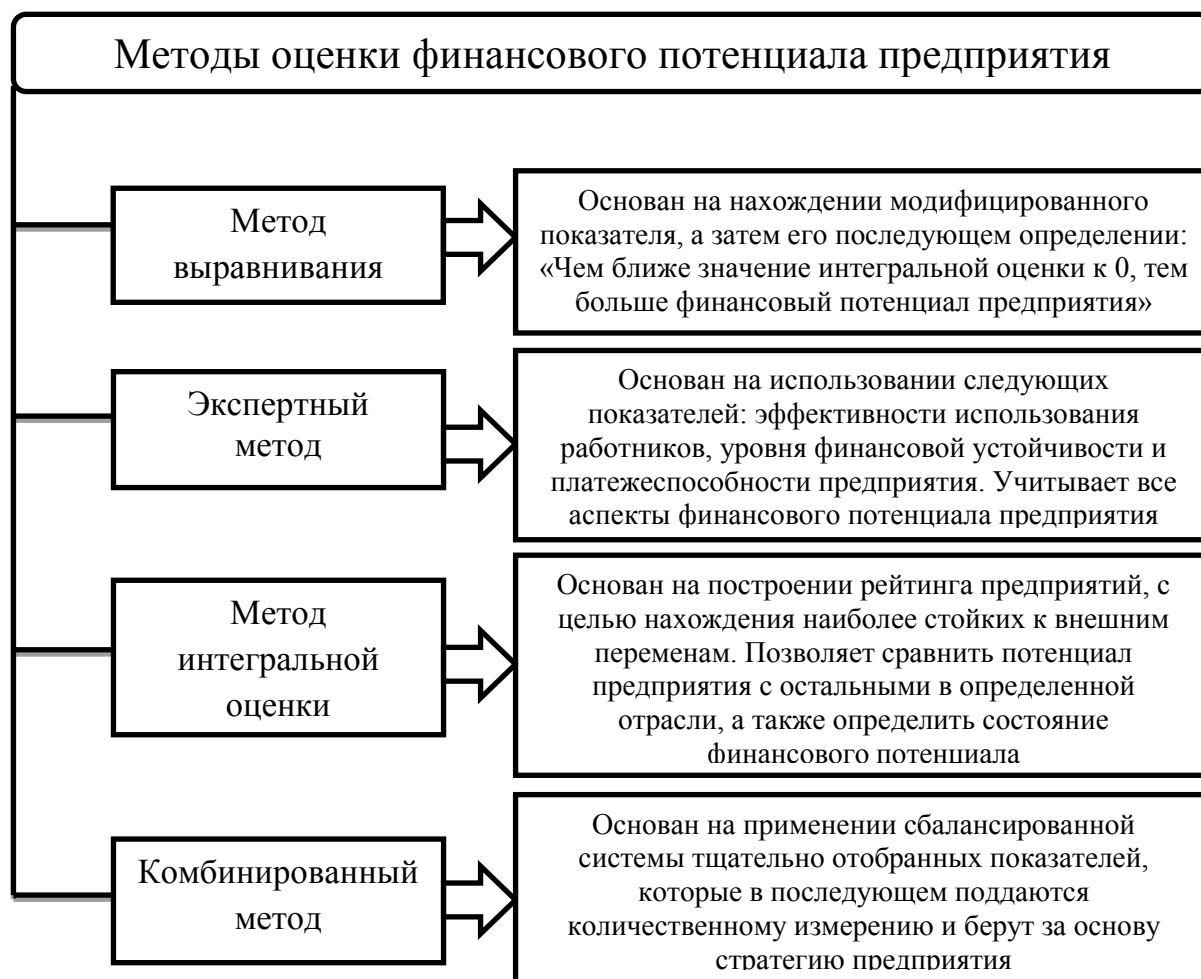 Методы оценки финансового потенциала предприятия
Метод
выравнивания
Основан на нахождении модифицированного
показателя, а затем его последующем определении:
«Чем ближе значение интегральной оценки к 0, тем
больше финансовый потенциал предприятия»
Экспертный
метод
Основан на использовании следующих
показателей: эффективности использования
работников, уровня финансовой устойчивости и
платежеспособности предприятия. Учитывает все
аспекты финансового потенциала предприятия
Метод
интегральной
оценки
Основан на построении рейтинга предприятий, с
целью нахождения наиболее стойких к внешним
переменам. Позволяет сравнить потенциал
предприятия с остальными в определенной
отрасли, а также определить состояние
финансового потенциала
Комбинированный
метод
Основан на применении сбалансированной
системы тщательно отобранных показателей,
которые в последующем поддаются
количественному измерению и берут за основу
стратегию предприятия